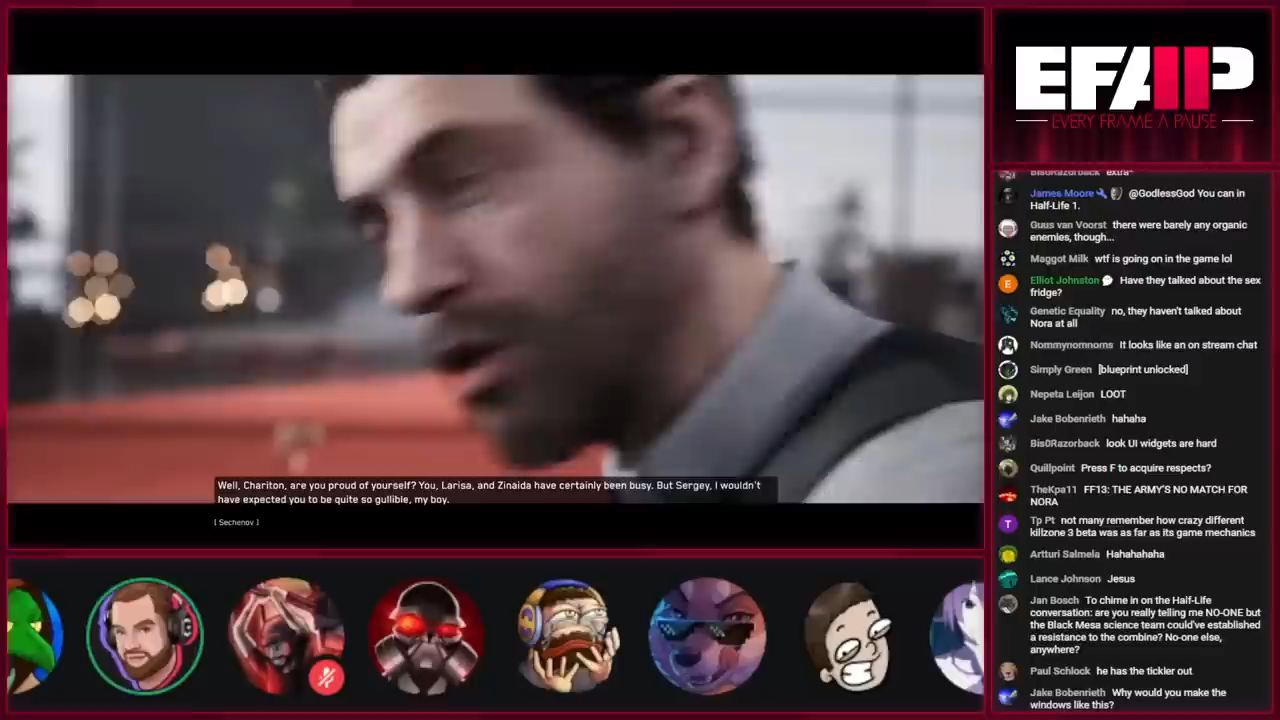 EFAP
EVERY FRAME A PAUSE
Bis0Razorback extra*
James Moore @GodlessGod You can in
Half-Life 1.
Guus van Voorst there were barely any organic
enemies, though...
Maggot Milk wtf is going on in the game lol
E
Elliot Johnston Have they talked about the sex
fridge?
Genetic Equality no, they haven't talked about
Nora at all
Nommynomnoms It looks like an on stream chat
Simply Green [blueprint unlocked]
Nepeta Leijon LOOT
Jake Bobenrieth hahaha
Bis0Razorback look UI widgets are hard
Quillpoint Press F to acquire respects?
TheKpa11 FF13: THE ARMY'S NO MATCH FOR
NORA
T
Tp Pt not many remember how crazy different
killzone 3 beta was as far as its game mechanics
Artturi Salmela Hahahahaha
Lance Johnson Jesus
Jan Bosch To chime in on the Half-Life
conversation: are you really telling me NO-ONE but
the Black Mesa science team could've established
a resistance to the combine? No-one else,
anywhere?
Paul Schlock he has the tickler out
Jake Bobenrieth Why would you make the
windows like this?
Well, Chariton, are you proud of yourself? You, Larisa, and Zinaida have certainly been busy. But Sergey, I wouldn't
have expected you to be quite so gullible, my boy.
[ Sechenov ]